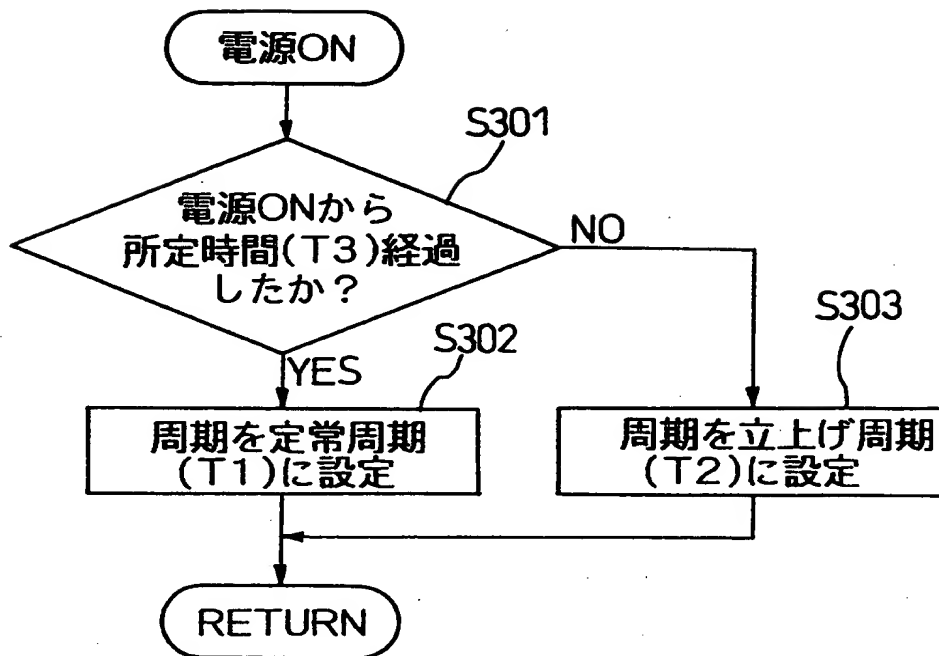 電源ON
S301
電源ONから
所定時間(T3)経過
したか？
NO
S303
S302
YES
周期を定常周期
(T1)に設定
周期を立上げ周期
(T2)に設定
RETURN